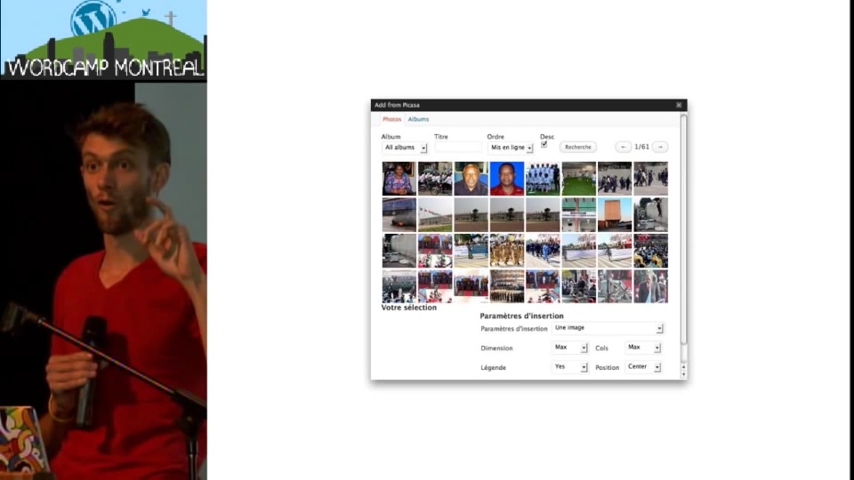 WORDCAMP MONTREAL
Add from Picasa
Photos Albums
Album Titre Ordre Desc
All albums Mis en ligne Recherche ← 1/61 →
Votre sélection
Paramètres d'insertion
Paramètres d'insertion Une image
Dimension Max Cols Max
Légende Yes Position Center